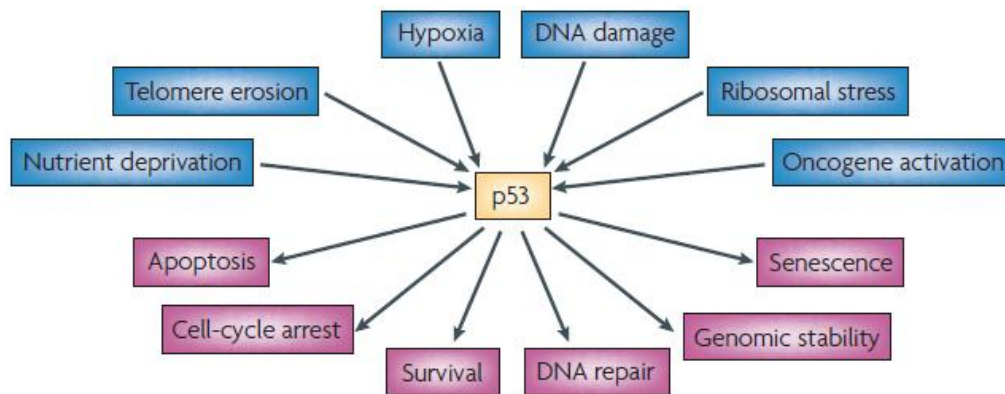 Hypoxia
DNA damage
Telomere erosion
Ribosomal stress
Nutrient deprivation
Oncogene activation
p53
Apoptosis
Senescence
Cell-cycle arrest
Genomic stability
Survival
DNA repair